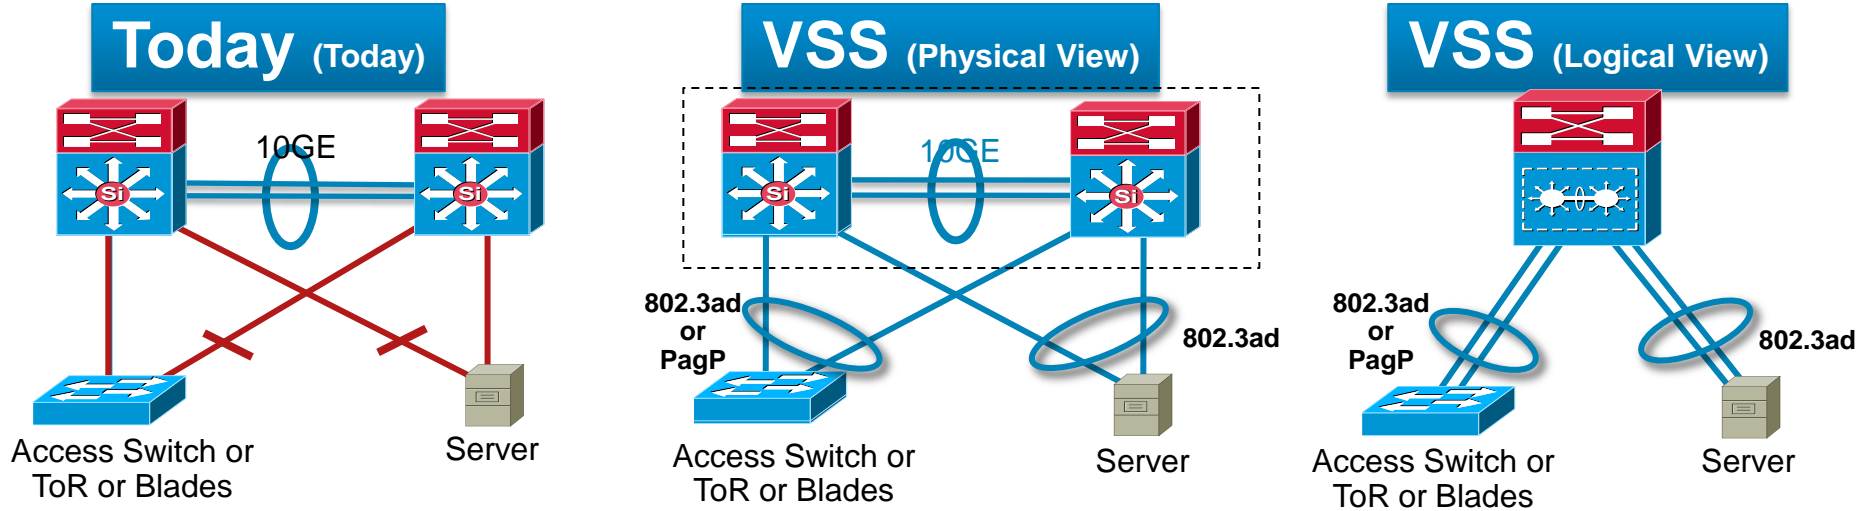 Today (Today)
10GE
Si
Si
Access Switch or
ToR or Blades
Server
VSS (Physical View)
10GE
Si
Si
802.3ad
or
PagP
802.3ad
Access Switch or
ToR or Blades
Server
VSS (Logical View)
802.3ad
or
PagP
802.3ad
Access Switch or
ToR or Blades
Server